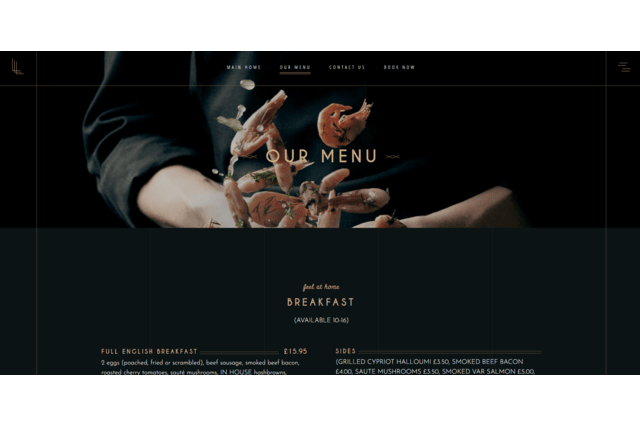 MAIN HOME
OUR MENU
CONTACT US
BOOK NOW
OUR MENU
feel at home
BREAKFAST
(AVAILABLE 10-16)
FULL ENGLISH BREAKFAST £15.95
2 eggs (poached, fried or scrambled), beef sausage, smoked beef bacon,
roasted cherry tomatoes, sauté mushrooms, IN HOUSE hashbrowns,
SIDES
(GRILLED CYPRIOT HALLOUMI £3.50, SMOKED BEEF BACON
£4.00, SAUTE MUSHROOMS £3.50, SMOKED VAR SALMON £5.00,